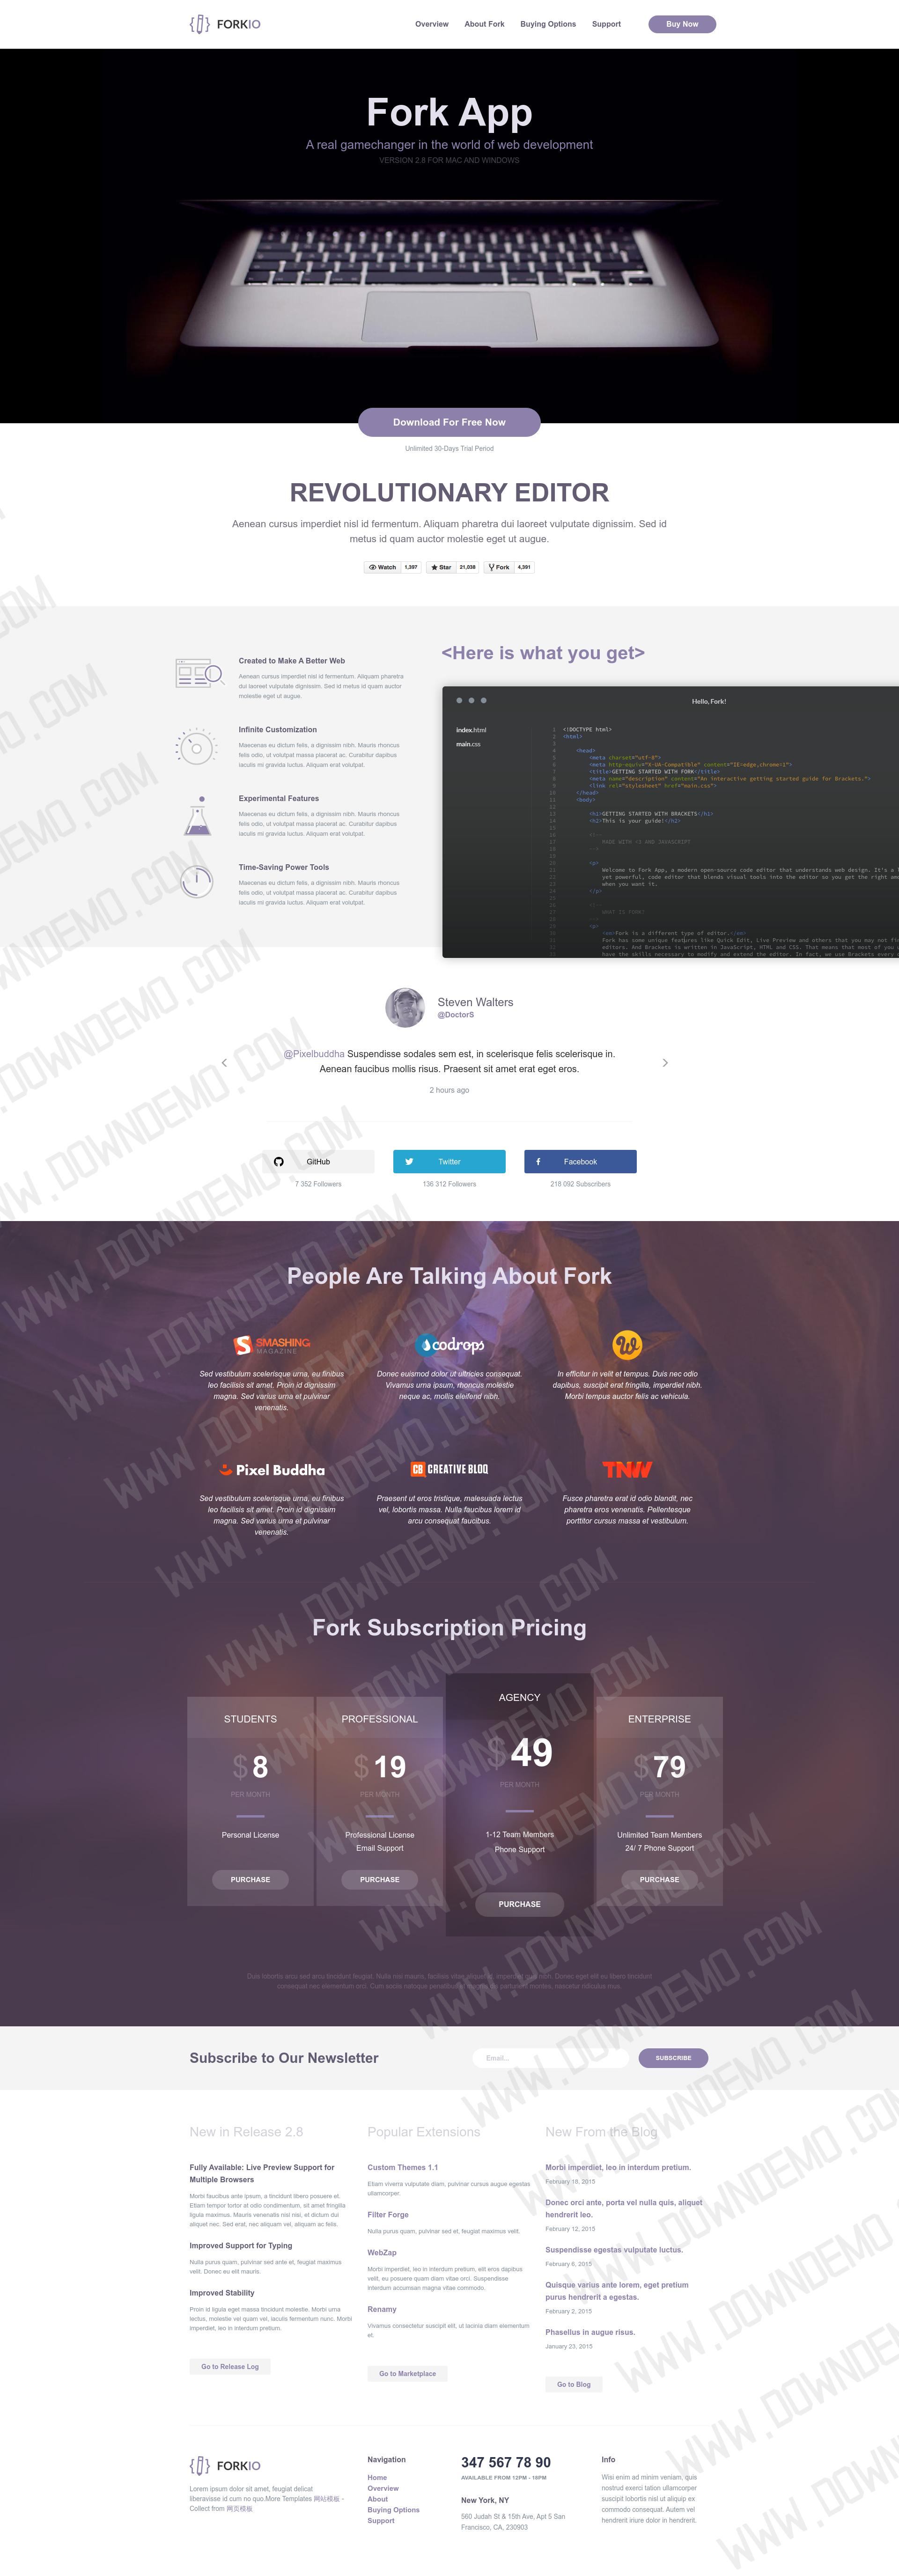 FORKIO
Overview
About Fork
Buying Options
Support
Buy Now
Fork App
A real gamechanger in the world of web development
VERSION 2.8 FOR MAC AND WINDOWS
Download For Free Now
Unlimited 30-Days Trial Period
REVOLUTIONARY EDITOR
Aenean cursus imperdiet nisl id fermentum. Aliquam pharetra dui laoreet vulputate dignissim. Sed id
metus id quam auctor molestie eget ut augue.
Watch 1,397
Star 21,038
Fork 4,391
Created to Make A Better Web
Aenean cursus imperdiet nisl id fermentum. Aliquam pharetra
dui laoreet vulputate dignissim. Sed id metus id quam auctor
molestie eget ut augue.
Infinite Customization
Maecenas eu dictum felis, a dignissim nibh. Mauris rhoncus
felis odio, ut volutpat massa placerat ac. Curabitur dapibus
iaculis mi gravida luctus. Aliquam erat volutpat.
Experimental Features
Maecenas eu dictum felis, a dignissim nibh. Mauris rhoncus
felis odio, ut volutpat massa placerat ac. Curabitur dapibus
iaculis mi gravida luctus. Aliquam erat volutpat.
Time-Saving Power Tools
Maecenas eu dictum felis, a dignissim nibh. Mauris rhoncus
felis odio, ut volutpat massa placerat ac. Curabitur dapibus
iaculis mi gravida luctus. Aliquam erat volutpat.
<Here is what you get>
Hello, Fork!
index.html
main.css
<!DOCTYPE html>
<html>
<head>
<meta charset="utf-8">
<meta http-equiv="X-UA-Compatible" content="IE=edge,chrome=1">
<title>GETTING STARTED WITH FORK</title>
<meta name="description" content="An interactive getting started guide for Brackets.">
<link rel="stylesheet" href="main.css">
</head>
<body>
<h1>GETTING STARTED WITH BRACKETS</h1>
<h2>This is your guide!</h2>
<!--
MADE WITH <3 AND JAVASCRIPT
-->
<p>
Welcome to Fork App, a modern open-source code editor that understands web design. It's a
yet powerful, code editor that blends visual tools into the editor so you get the right
when you want it.
</p>
<!--
WHAT IS FORK?
-->
<p>
<em>Fork is a different type of editor.</em>
Fork has some unique features like Quick Edit, Live Preview and others that you may not
editors. And Brackets is written in JavaScript, HTML and CSS. That means that most of you
have the skills necessary to modify and extend the editor. In fact, we use Brackets every
Steven Walters
@DoctorS
@Pixelbuddha Suspendisse sodales sem est, in scelerisque felis scelerisque in.
Aenean faucibus mollis risus. Praesent sit amet erat eget eros.
2 hours ago
GitHub
Twitter
Facebook
7 352 Followers
136 312 Followers
218 092 Subscribers
People Are Talking About Fork
SMASHING
MAGAZINE
Sed vestibulum scelerisque urna, eu finibus
leo facilisis sit amet. Proin id dignissim
magna. Sed varius urna et pulvinar
venenatis.
codrops
Donec euismod dolor ut ultricies consequat.
Vivamus urna ipsum, rhoncus molestie
neque ac, mollis eleifend nibh.
W
In efficitur in velit et tempus. Duis nec odio
dapibus, suscipit erat fringilla, imperdiet nibh.
Morbi tempus auctor felis ac vehicula.
Pixel Buddha
Sed vestibulum scelerisque urna, eu finibus
leo facilisis sit amet. Proin id dignissim
magna. Sed varius urna et pulvinar
venenatis.
CB CREATIVE BLOQ
Praesent ut eros tristique, malesuada lectus
vel, lobortis massa. Nulla faucibus lorem id
arcu consequat faucibus.
TNW
Fusce pharetra erat id odio blandit, nec
pharetra eros venenatis. Pellentesque
porttitor cursus massa et vestibulum.
Fork Subscription Pricing
STUDENTS
$ 8
PER MONTH
Personal License
PURCHASE
PROFESSIONAL
$ 19
PER MONTH
Professional License
Email Support
PURCHASE
AGENCY
$ 49
PER MONTH
1-12 Team Members
Phone Support
PURCHASE
ENTERPRISE
$ 79
PER MONTH
Unlimited Team Members
24/ 7 Phone Support
PURCHASE
Duis lobortis arcu sed arcu tincidunt feugiat. Nulla nisi mauris, facilisis vitae aliquet id, imperdiet quis nibh. Donec eget elit eu libero tincidunt
consequat nec elementum orci. Cum sociis natoque penatibus et magnis dis parturient montes, nascetur ridiculus mus.
Subscribe to Our Newsletter
Email...
SUBSCRIBE
New in Release 2.8
Fully Available: Live Preview Support for
Multiple Browsers
Morbi faucibus ante ipsum, a tincidunt libero posuere et.
Etiam tempor tortor at odio condimentum, sit amet fringilla
ligula maximus. Mauris venenatis nisi nisi, et dictum dui
aliquet nec. Sed erat, nec aliquam vel, aliquam ac felis.
Improved Support for Typing
Nulla purus quam, pulvinar sed ante et, feugiat maximus
velit. Donec eu elit mauris.
Improved Stability
Proin id ligula eget massa tincidunt molestie. Morbi urna
lectus, molestie vel quam vel, iaculis fermentum nunc. Morbi
imperdiet, leo in interdum pretium.
Go to Release Log
Popular Extensions
Custom Themes 1.1
Etiam viverra vulputate diam, pulvinar cursus augue egestas
ullamcorper.
Filter Forge
Nulla purus quam, pulvinar sed et, feugiat maximus velit.
WebZap
Morbi imperdiet, leo in interdum pretium, elit eros dapibus
velit, eu posuere quam diam vitae orci. Suspendisse
interdum accumsan magna vitae commodo.
Renamy
Vivamus consectetur suscipit elit, ut lacinia diam elementum
et.
Go to Marketplace
New From the Blog
Morbi imperdiet, leo in interdum pretium.
February 16, 2015
Donec orci ante, porta vel nulla quis, aliquet
hendrerit leo.
February 12, 2015
Suspendisse egestas vulputate luctus.
February 6, 2015
Quisque varius ante lorem, eget pretium
purus hendrerit a egestas.
February 2, 2015
Phasellus in augue risus.
January 23, 2015
Go to Blog
FORKIO
Lorem ipsum dolor sit amet, feugiat delicat
liberavisse id cum no quo.More Templates 网站模板 -
Collect from 网页模板
Navigation
Home
Overview
About
Buying Options
Support
347 567 78 90
AVAILABLE FROM 12PM - 18PM
New York, NY
560 Judah St & 15th Ave, Apt 5 San
Francisco, CA, 230903
Info
Wisi enim ad minim veniam, quis
nostrud exerci tation ullamcorper
suscipit lobortis nisl ut aliquip ex
commodo consequat. Autem vel
hendrerit iriure dolor in hendrerit.
WWW.DOWNDEMO.COM